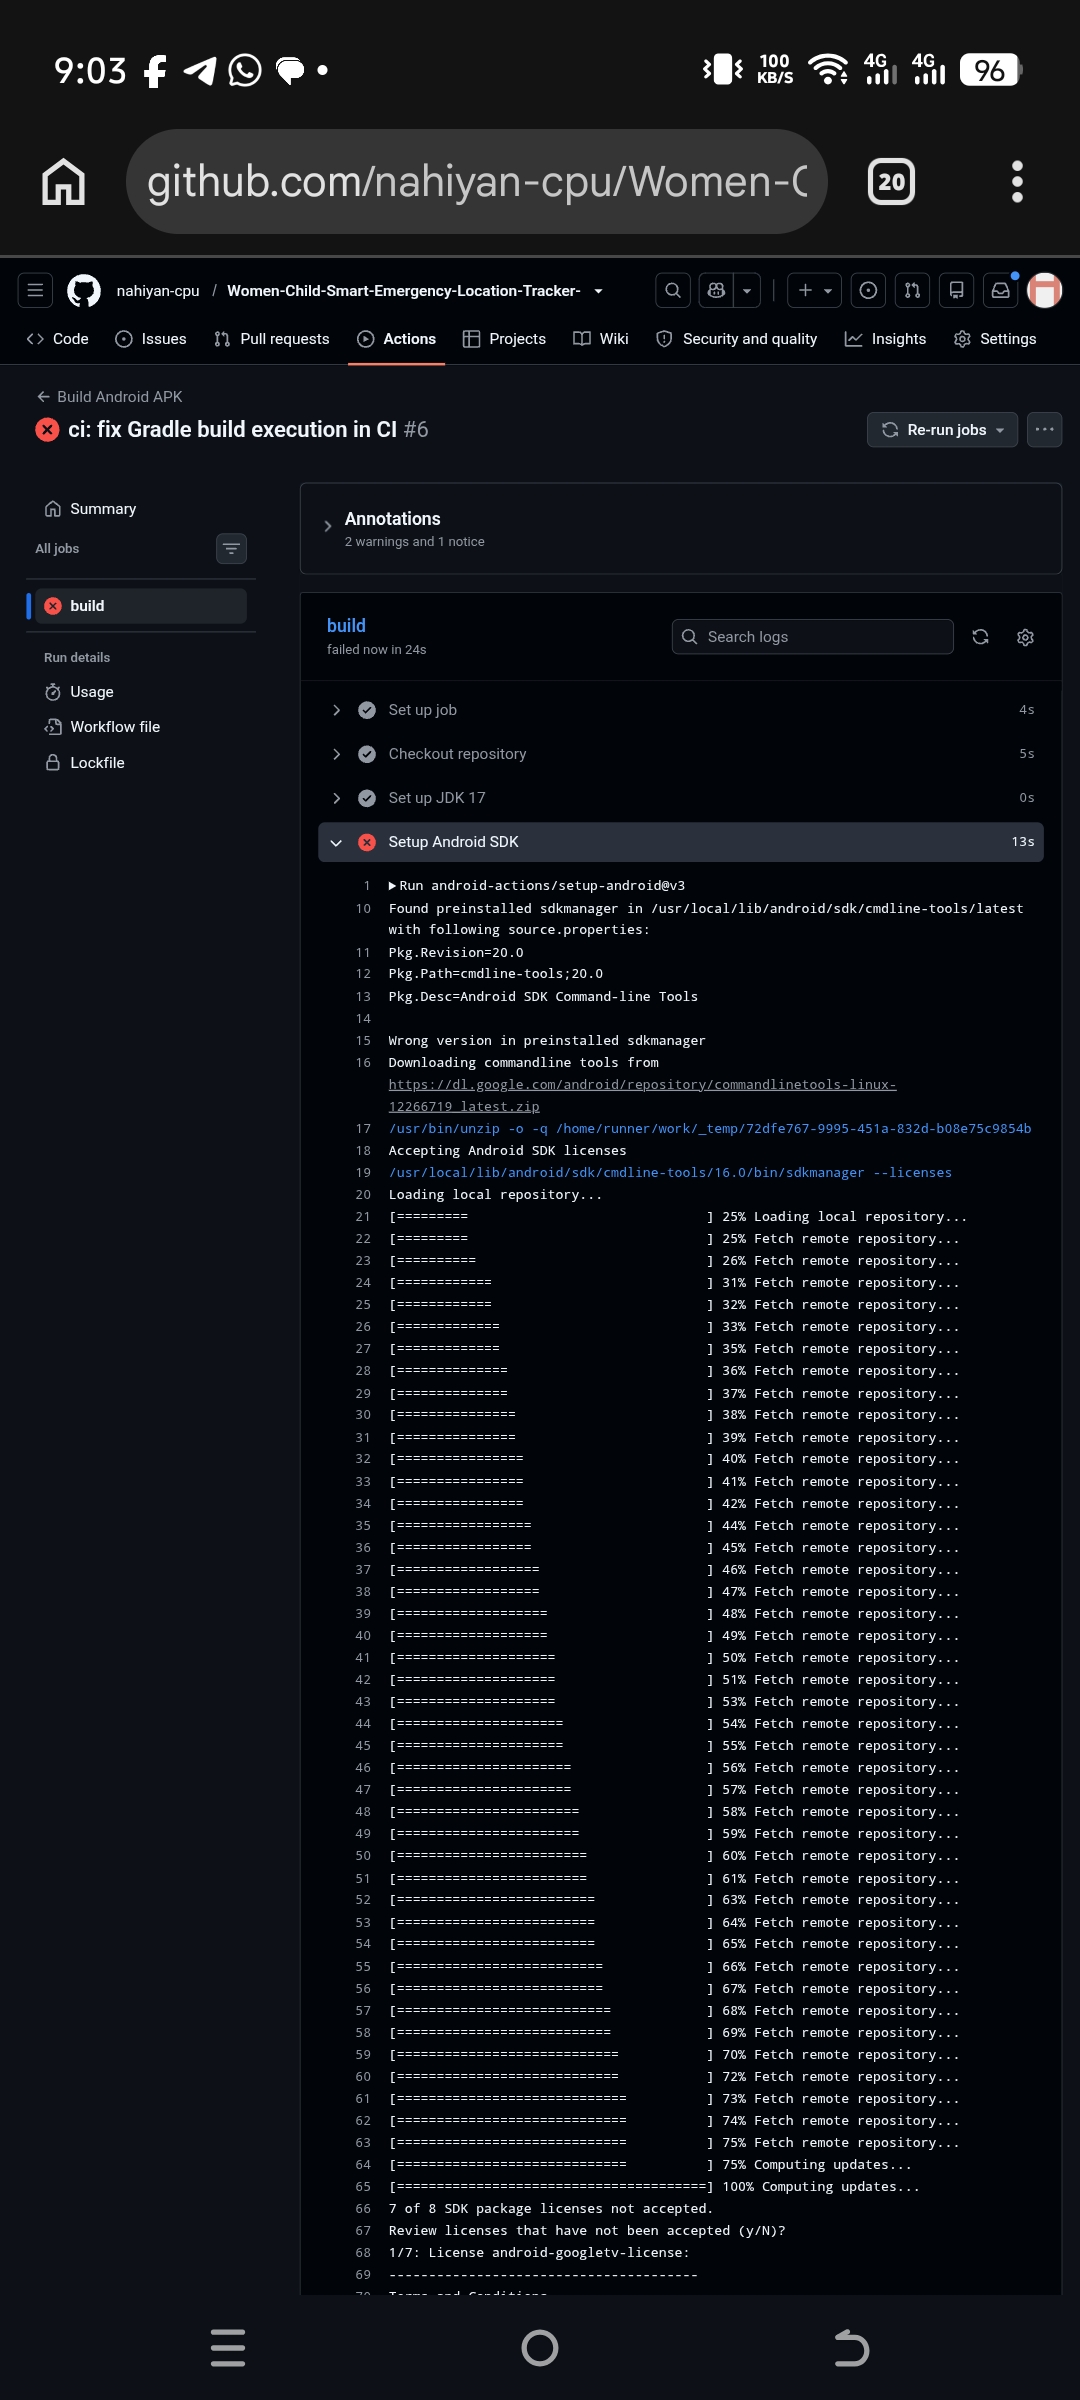 9:03
100 KB/S
4G
4G
96
github.com/nahiyan-cpu/Women-C
20
nahiyan-cpu / Women-Child-Smart-Emergency-Location-Tracker-
Code
Issues
Pull requests
Actions
Projects
Wiki
Security and quality
Insights
Settings
Build Android APK
ci: fix Gradle build execution in CI #6
Re-run jobs
Summary
All jobs
build
Run details
Usage
Workflow file
Lockfile
Annotations
2 warnings and 1 notice
build
failed now in 24s
Search logs
Set up job 4s
Checkout repository 5s
Set up JDK 17 0s
Setup Android SDK 13s
1 Run android-actions/setup-android@v3
10 Found preinstalled sdkmanager in /usr/local/lib/android/sdk/cmdline-tools/latest
with following source.properties:
11 Pkg.Revision=20.0
12 Pkg.Path=cmdline-tools;20.0
13 Pkg.Desc=Android SDK Command-line Tools
14
15 Wrong version in preinstalled sdkmanager
16 Downloading commandline tools from
https://dl.google.com/android/repository/commandlinetools-linux-
12266719_latest.zip
17 /usr/bin/unzip -o -q /home/runner/work/_temp/72dfe767-9995-451a-832d-b08e75c9854b
18 Accepting Android SDK licenses
19 /usr/local/lib/android/sdk/cmdline-tools/16.0/bin/sdkmanager --licenses
20 Loading local repository...
21 [========= ] 25% Loading local repository...
22 [========= ] 25% Fetch remote repository...
23 [========== ] 26% Fetch remote repository...
24 [============ ] 31% Fetch remote repository...
25 [============ ] 32% Fetch remote repository...
26 [============= ] 33% Fetch remote repository...
27 [============= ] 35% Fetch remote repository...
28 [============== ] 36% Fetch remote repository...
29 [============== ] 37% Fetch remote repository...
30 [=============== ] 38% Fetch remote repository...
31 [=============== ] 39% Fetch remote repository...
32 [================ ] 40% Fetch remote repository...
33 [================ ] 41% Fetch remote repository...
34 [================ ] 42% Fetch remote repository...
35 [================= ] 44% Fetch remote repository...
36 [================= ] 45% Fetch remote repository...
37 [================== ] 46% Fetch remote repository...
38 [================== ] 47% Fetch remote repository...
39 [=================== ] 48% Fetch remote repository...
40 [=================== ] 49% Fetch remote repository...
41 [==================== ] 50% Fetch remote repository...
42 [==================== ] 51% Fetch remote repository...
43 [==================== ] 53% Fetch remote repository...
44 [===================== ] 54% Fetch remote repository...
45 [===================== ] 55% Fetch remote repository...
46 [====================== ] 56% Fetch remote repository...
47 [====================== ] 57% Fetch remote repository...
48 [======================= ] 58% Fetch remote repository...
49 [======================= ] 59% Fetch remote repository...
50 [======================== ] 60% Fetch remote repository...
51 [======================== ] 61% Fetch remote repository...
52 [========================= ] 63% Fetch remote repository...
53 [========================= ] 64% Fetch remote repository...
54 [========================= ] 65% Fetch remote repository...
55 [========================== ] 66% Fetch remote repository...
56 [========================== ] 67% Fetch remote repository...
57 [=========================== ] 68% Fetch remote repository...
58 [=========================== ] 69% Fetch remote repository...
59 [============================ ] 70% Fetch remote repository...
60 [============================ ] 72% Fetch remote repository...
61 [============================= ] 73% Fetch remote repository...
62 [============================= ] 74% Fetch remote repository...
63 [============================= ] 75% Fetch remote repository...
64 [============================= ] 75% Computing updates...
65 [=======================================] 100% Computing updates...
66 7 of 8 SDK package licenses not accepted.
67 Review licenses that have not been accepted (y/N)?
68 1/7: License android-googletv-license:
69 ---------------------------------------
70 Terms and Conditions